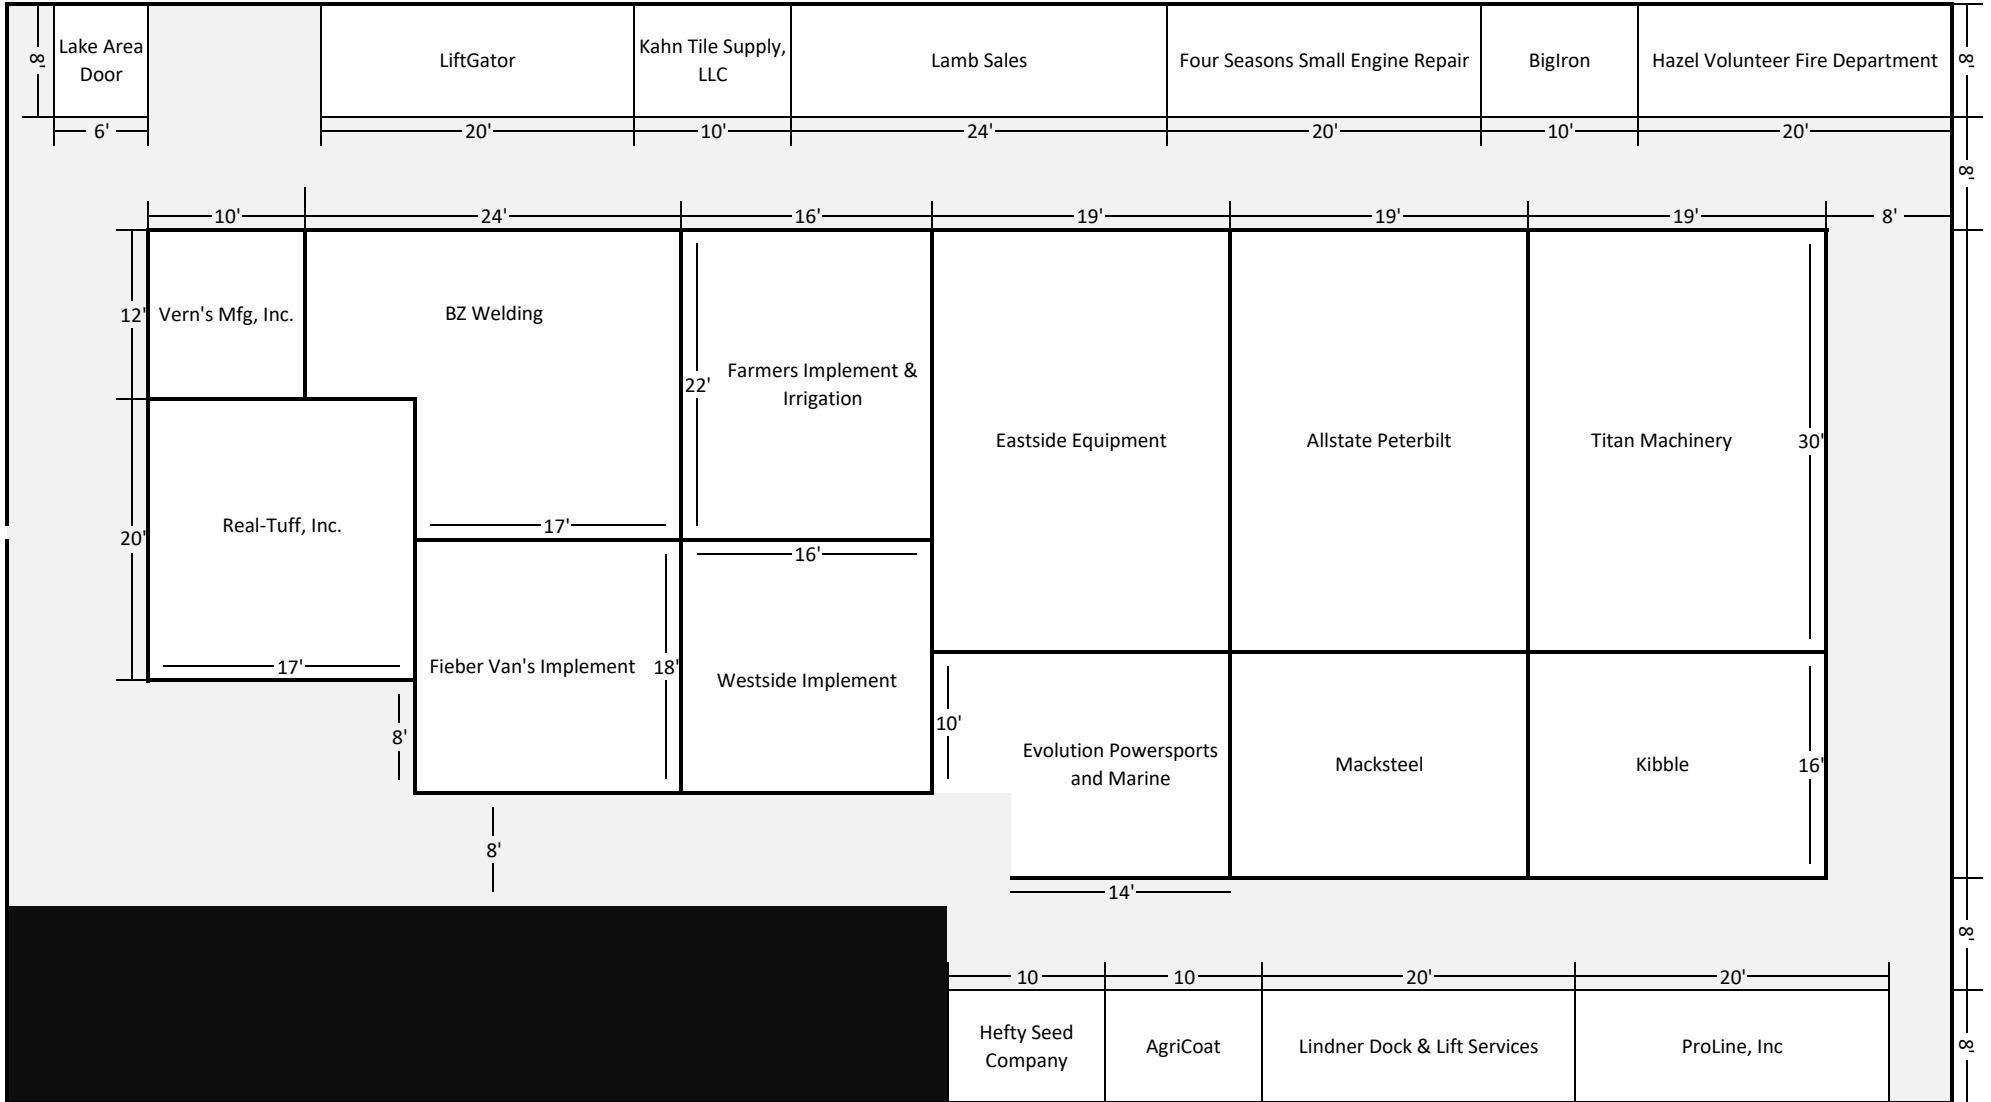 8'
Lake Area
Door
LiftGator
Kahn Tile Supply,
LLC
Lamb Sales
Four Seasons Small Engine Repair
BigIron
Hazel Volunteer Fire Department
8'
6'
20'
10'
24'
20'
10'
20'
8'
10'
24'
16'
19'
19'
19'
8'
12'
Vern's Mfg, Inc.
BZ Welding
22'
Farmers Implement &
Irrigation
Eastside Equipment
Allstate Peterbilt
Titan Machinery
30'
20'
Real-Tuff, Inc.
17'
16'
17'
Fieber Van's Implement
18'
Westside Implement
8'
10'
Evolution Powersports
and Marine
Macksteel
Kibble
16'
8'
14'
8'
10
10
20'
20'
Hefty Seed
Company
AgriCoat
Lindner Dock & Lift Services
ProLine, Inc
8'